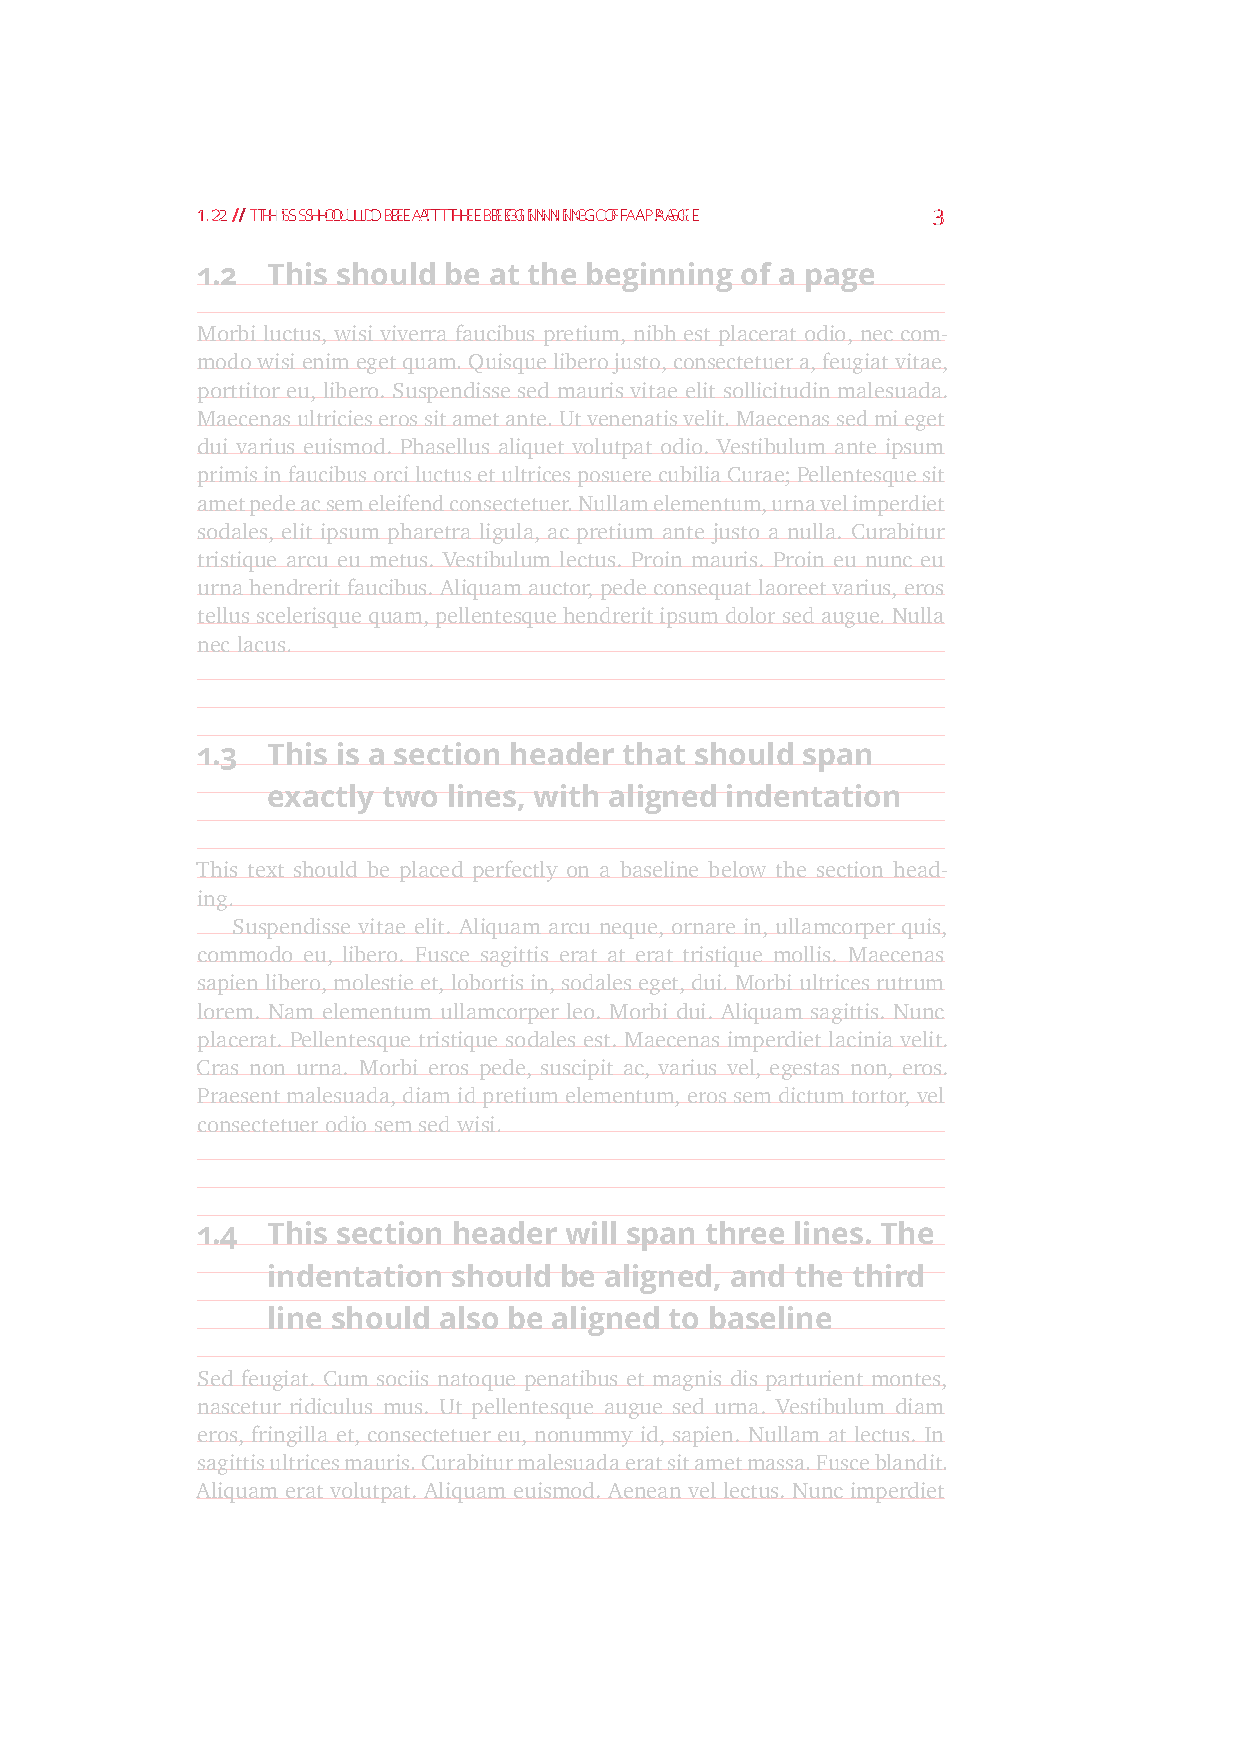 1.2 // THIS SHOULD BE AT THE BEGINNING OF A PAGE 3
1.2 This should be at the beginning of a page
Morbi luctus, wisi viverra faucibus pretium, nibh est placerat odio, nec com-
modo wisi enim eget quam. Quisque libero justo, consectetuer a, feugiat vitae,
porttitor eu, libero. Suspendisse sed mauris vitae elit sollicitudin malesuada.
Maecenas ultricies eros sit amet ante. Ut venenatis velit. Maecenas sed mi eget
dui varius euismod. Phasellus aliquet volutpat odio. Vestibulum ante ipsum
primis in faucibus orci luctus et ultrices posuere cubilia Curae; Pellentesque sit
amet pede ac sem eleifend consectetuer. Nullam elementum, urna vel imperdiet
sodales, elit ipsum pharetra ligula, ac pretium ante justo a nulla. Curabitur
tristique arcu eu metus. Vestibulum lectus. Proin mauris. Proin eu nunc eu
urna hendrerit faucibus. Aliquam auctor, pede consequat laoreet varius, eros
tellus scelerisque quam, pellentesque hendrerit ipsum dolor sed augue. Nulla
nec lacus.
1.3 This is a section header that should span
exactly two lines, with aligned indentation
This text should be placed perfectly on a baseline below the section head-
ing.
Suspendisse vitae elit. Aliquam arcu neque, ornare in, ullamcorper quis,
commodo eu, libero. Fusce sagittis erat at erat tristique mollis. Maecenas
sapien libero, molestie et, lobortis in, sodales eget, dui. Morbi ultrices rutrum
lorem. Nam elementum ullamcorper leo. Morbi dui. Aliquam sagittis. Nunc
placerat. Pellentesque tristique sodales est. Maecenas imperdiet lacinia velit.
Cras non urna. Morbi eros pede, suscipit ac, varius vel, egestas non, eros.
Praesent malesuada, diam id pretium elementum, eros sem dictum tortor, vel
consectetuer odio sem sed wisi.
1.4 This section header will span three lines. The
indentation should be aligned, and the third
line should also be aligned to baseline
Sed feugiat. Cum sociis natoque penatibus et magnis dis parturient montes,
nascetur ridiculus mus. Ut pellentesque augue sed urna. Vestibulum diam
eros, fringilla et, consectetuer eu, nonummy id, sapien. Nullam at lectus. In
sagittis ultrices mauris. Curabitur malesuada erat sit amet massa. Fusce blandit.
Aliquam erat volutpat. Aliquam euismod. Aenean vel lectus. Nunc imperdiet